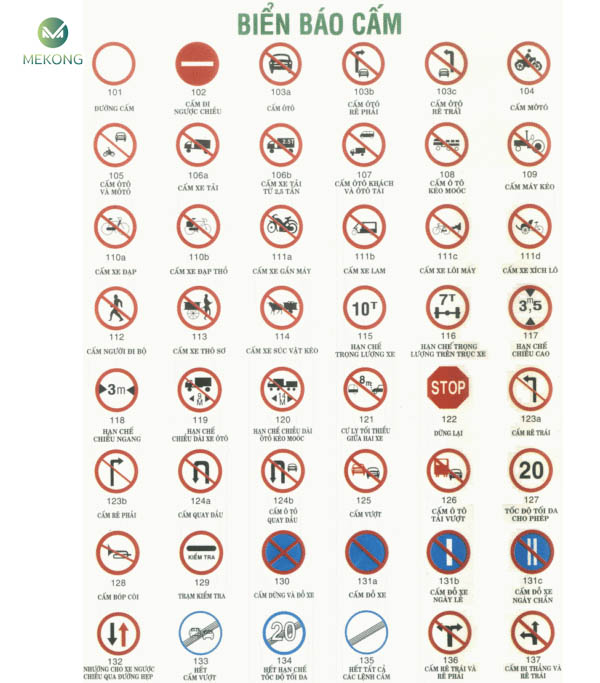 BIỂN BÁO CẤM
MEKONG
101 102 103a 103b 103c 104
ĐƯỜNG CẤM
CẤM ĐI
NGƯỢC CHIỀU
CẤM ÔTÔ
CẤM ÔTÔ
RẼ PHẢI
CẤM ÔTÔ
RẼ TRÁI
CẤM MÔTÔ
2.5T
105 106a 106b 107 108 109
CẤM ÔTÔ
VÀ MÔTÔ
CẤM XE TẢI
CẤM XE TẢI
TỪ 2,5 TẤN
CẤM ÔTÔ KHÁCH
VÀ ÔTÔ TẢI
CẤM Ô TÔ
KÉO MOÓC
CẤM MÁY KÉO
110a 110b 111a 111b 111c 111d
CẤM XE ĐẠP
CẤM XE ĐẠP THỒ
CẤM XE GẮN MÁY
CẤM XE LAM
CẤM XE LÔI MÁY
CẤM XE XÍCH LÔ
10T
7T
m
3,5
112 113 114 115 116 117
CẤM NGƯỜI ĐI BỘ
CẤM XE THÔ SƠ
CẤM XE SÚC VẬT KÉO
HẠN CHẾ
TRỌNG LƯỢNG XE
HẠN CHẾ TRỌNG
LƯỢNG TRÊN TRỤC XE
HẠN CHẾ
CHIỀU CAO
3m
9
M
14
M
8m
STOP
118 119 120 121 122 123a
HẠN CHẾ
CHIỀU NGANG
HẠN CHẾ
CHIỀU DÀI XE ÔTÔ
HẠN CHẾ CHIỀU DÀI
ÔTÔ KÉO MOÓC
CỰ LY TỐI THIỂU
GIỮA HAI XE
DỪNG LẠI
CẤM RẼ TRÁI
20
123b 124a 124b 125 126 127
CẤM RẼ PHẢI
CẤM QUAY ĐẦU
CẤM Ô TÔ
QUAY ĐẦU
CẤM VƯỢT
CẤM Ô TÔ
TẢI VƯỢT
TỐC ĐỘ TỐI ĐA
CHO PHÉP
KIỂM TRA
128 129 130 131a 131b 131c
CẤM BÓP CÒI
TRẠM KIỂM TRA
CẤM DỪNG VÀ ĐỖ XE
CẤM ĐỖ XE
CẤM ĐỖ XE
NGÀY LẺ
CẤM ĐỖ XE
NGÀY CHẴN
20
132 133 134 135 136 137
NHƯỜNG CHO XE NGƯỢC
CHIỀU QUA ĐƯỜNG HẸP
HẾT
CẤM VƯỢT
HẾT HẠN CHẾ
TỐC ĐỘ TỐI ĐA
HẾT TẤT CẢ
CÁC LỆNH CẤM
CẤM RẼ TRÁI VÀ
RẼ PHẢI
CẤM ĐI THẲNG VÀ
RẼ TRÁI